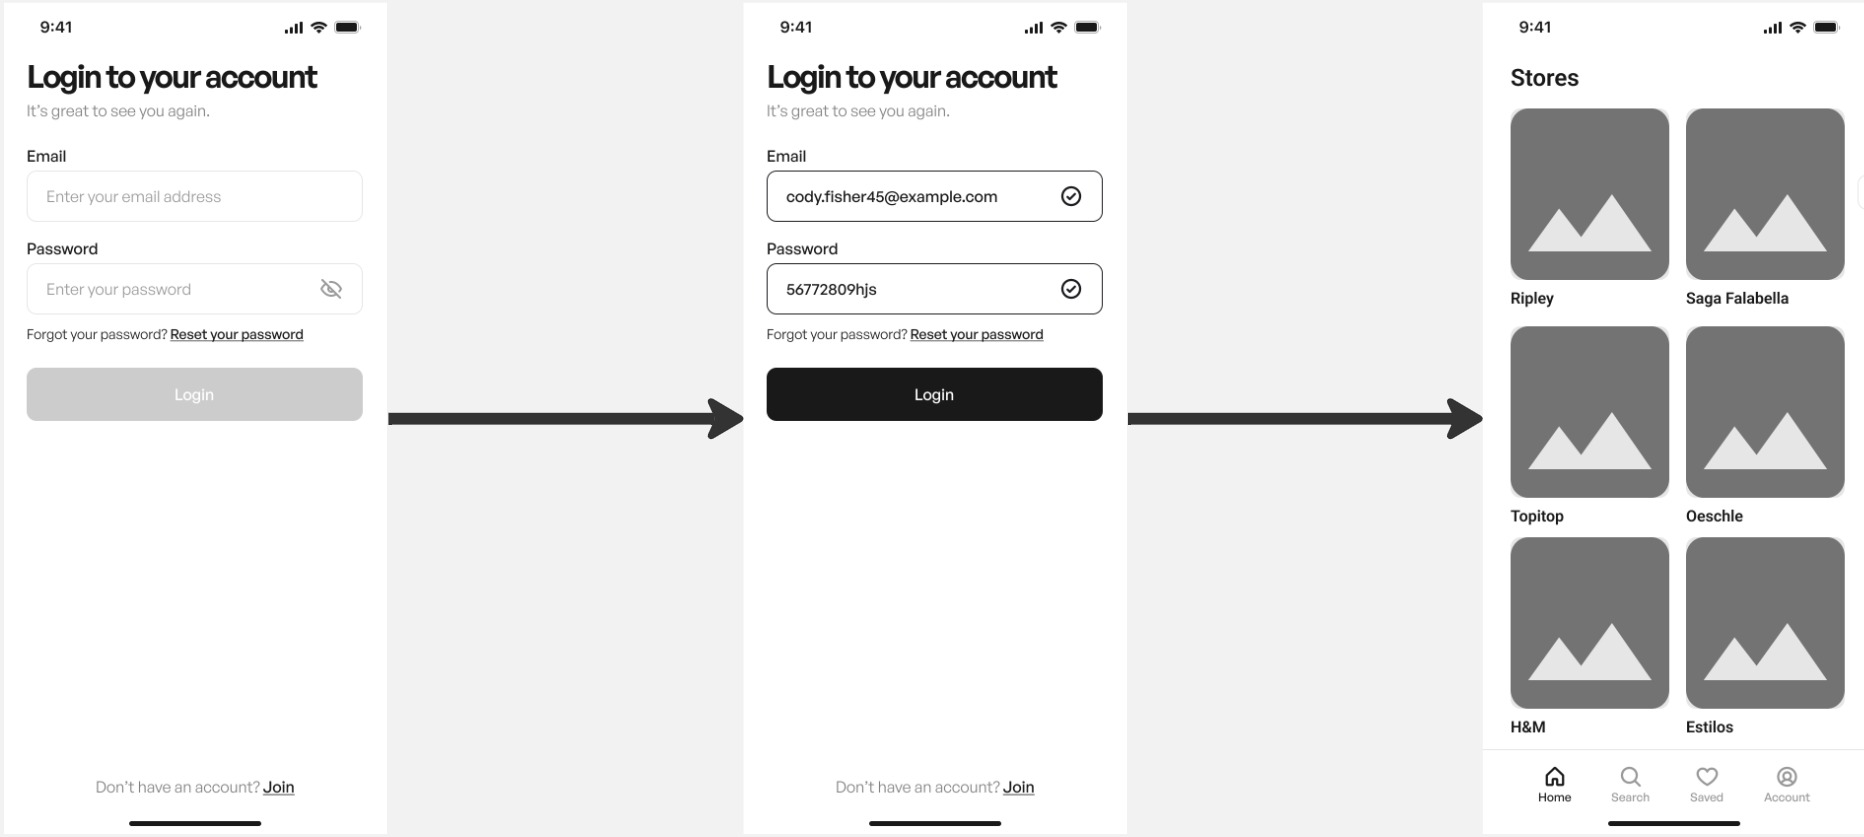 9:41
Login to your account
It's great to see you again.
Email
Enter your email address
Password
Enter your password
Forgot your password? Reset your password
Login
Don't have an account? Join
9:41
Login to your account
It's great to see you again.
Email
cody.fisher45@example.com
Password
56772809hjs
Forgot your password? Reset your password
Login
Don't have an account? Join
9:41
Stores
Ripley Saga Falabella
Topitop Oeschle
H&M Estilos
Home Search Saved Account